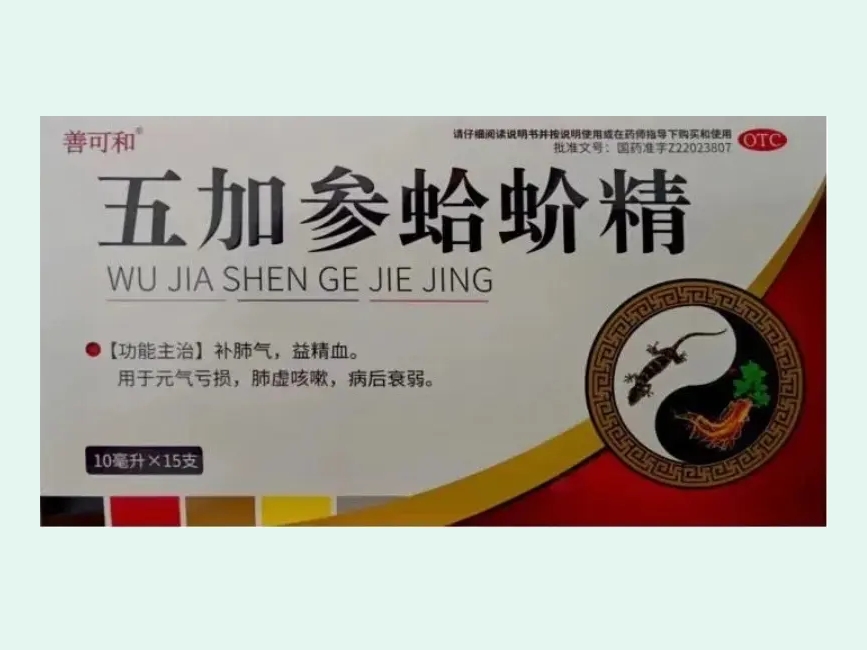 善可和®
请仔细阅读说明书并按说明使用或在药师指导下购买和使用
批准文号：国药准字Z22023807
OTC
五加参蛤蚧精
WU JIA SHEN GE JIE JING
【功能主治】补肺气，益精血。
用于元气亏损，肺虚咳嗽，病后衰弱。
10毫升×15支